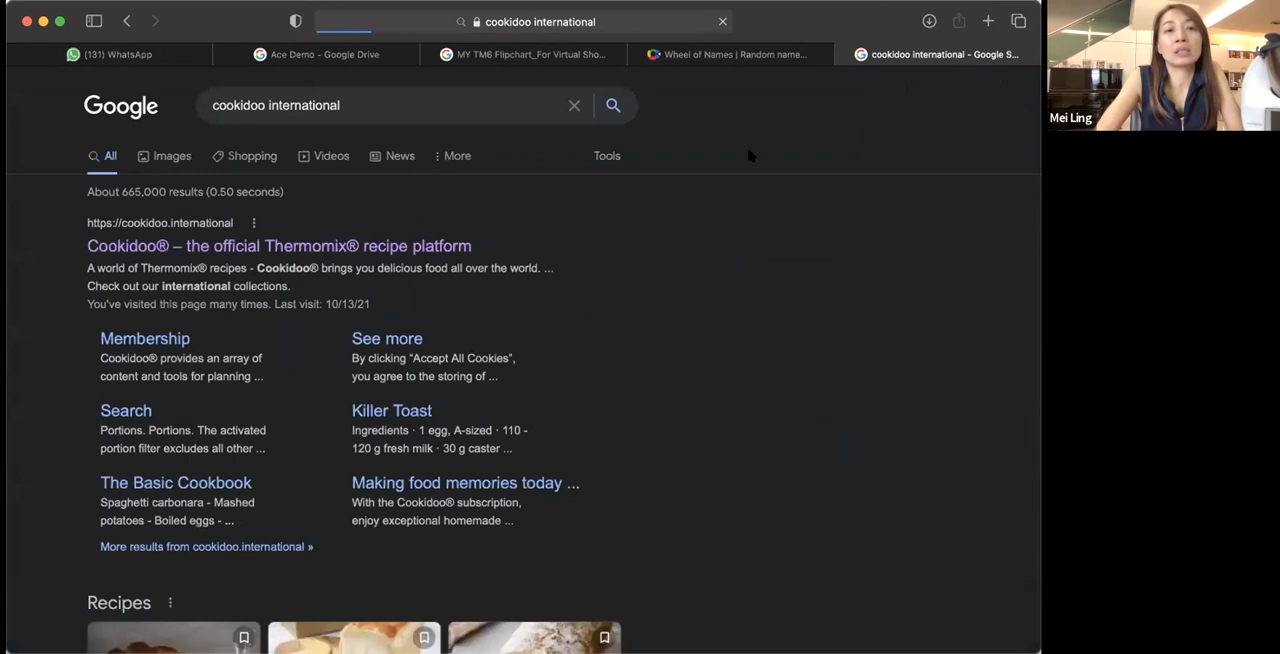 cookidoo international
(131) WhatsApp
Ace Demo - Google Drive
MY TM6 Flipchart_For Virtual Sho...
Wheel of Names | Random name...
cookidoo international - Google S...
Mei Ling
Google
cookidoo international
All
Images
Shopping
Videos
News
More
Tools
About 665,000 results (0.50 seconds)
https://cookidoo.international
Cookidoo® – the official Thermomix® recipe platform
A world of Thermomix® recipes - Cookidoo® brings you delicious food all over the world. ...
Check out our international collections.
You've visited this page many times. Last visit: 10/13/21
Membership
Cookidoo® provides an array of
content and tools for planning ...
See more
By clicking “Accept All Cookies”,
you agree to the storing of ...
Search
Portions. Portions. The activated
portion filter excludes all other ...
Killer Toast
Ingredients · 1 egg, A-sized · 110 -
120 g fresh milk · 30 g caster ...
The Basic Cookbook
Spaghetti carbonara - Mashed
potatoes - Boiled eggs - ...
Making food memories today ...
With the Cookidoo® subscription,
enjoy exceptional homemade ...
More results from cookidoo.international »
Recipes